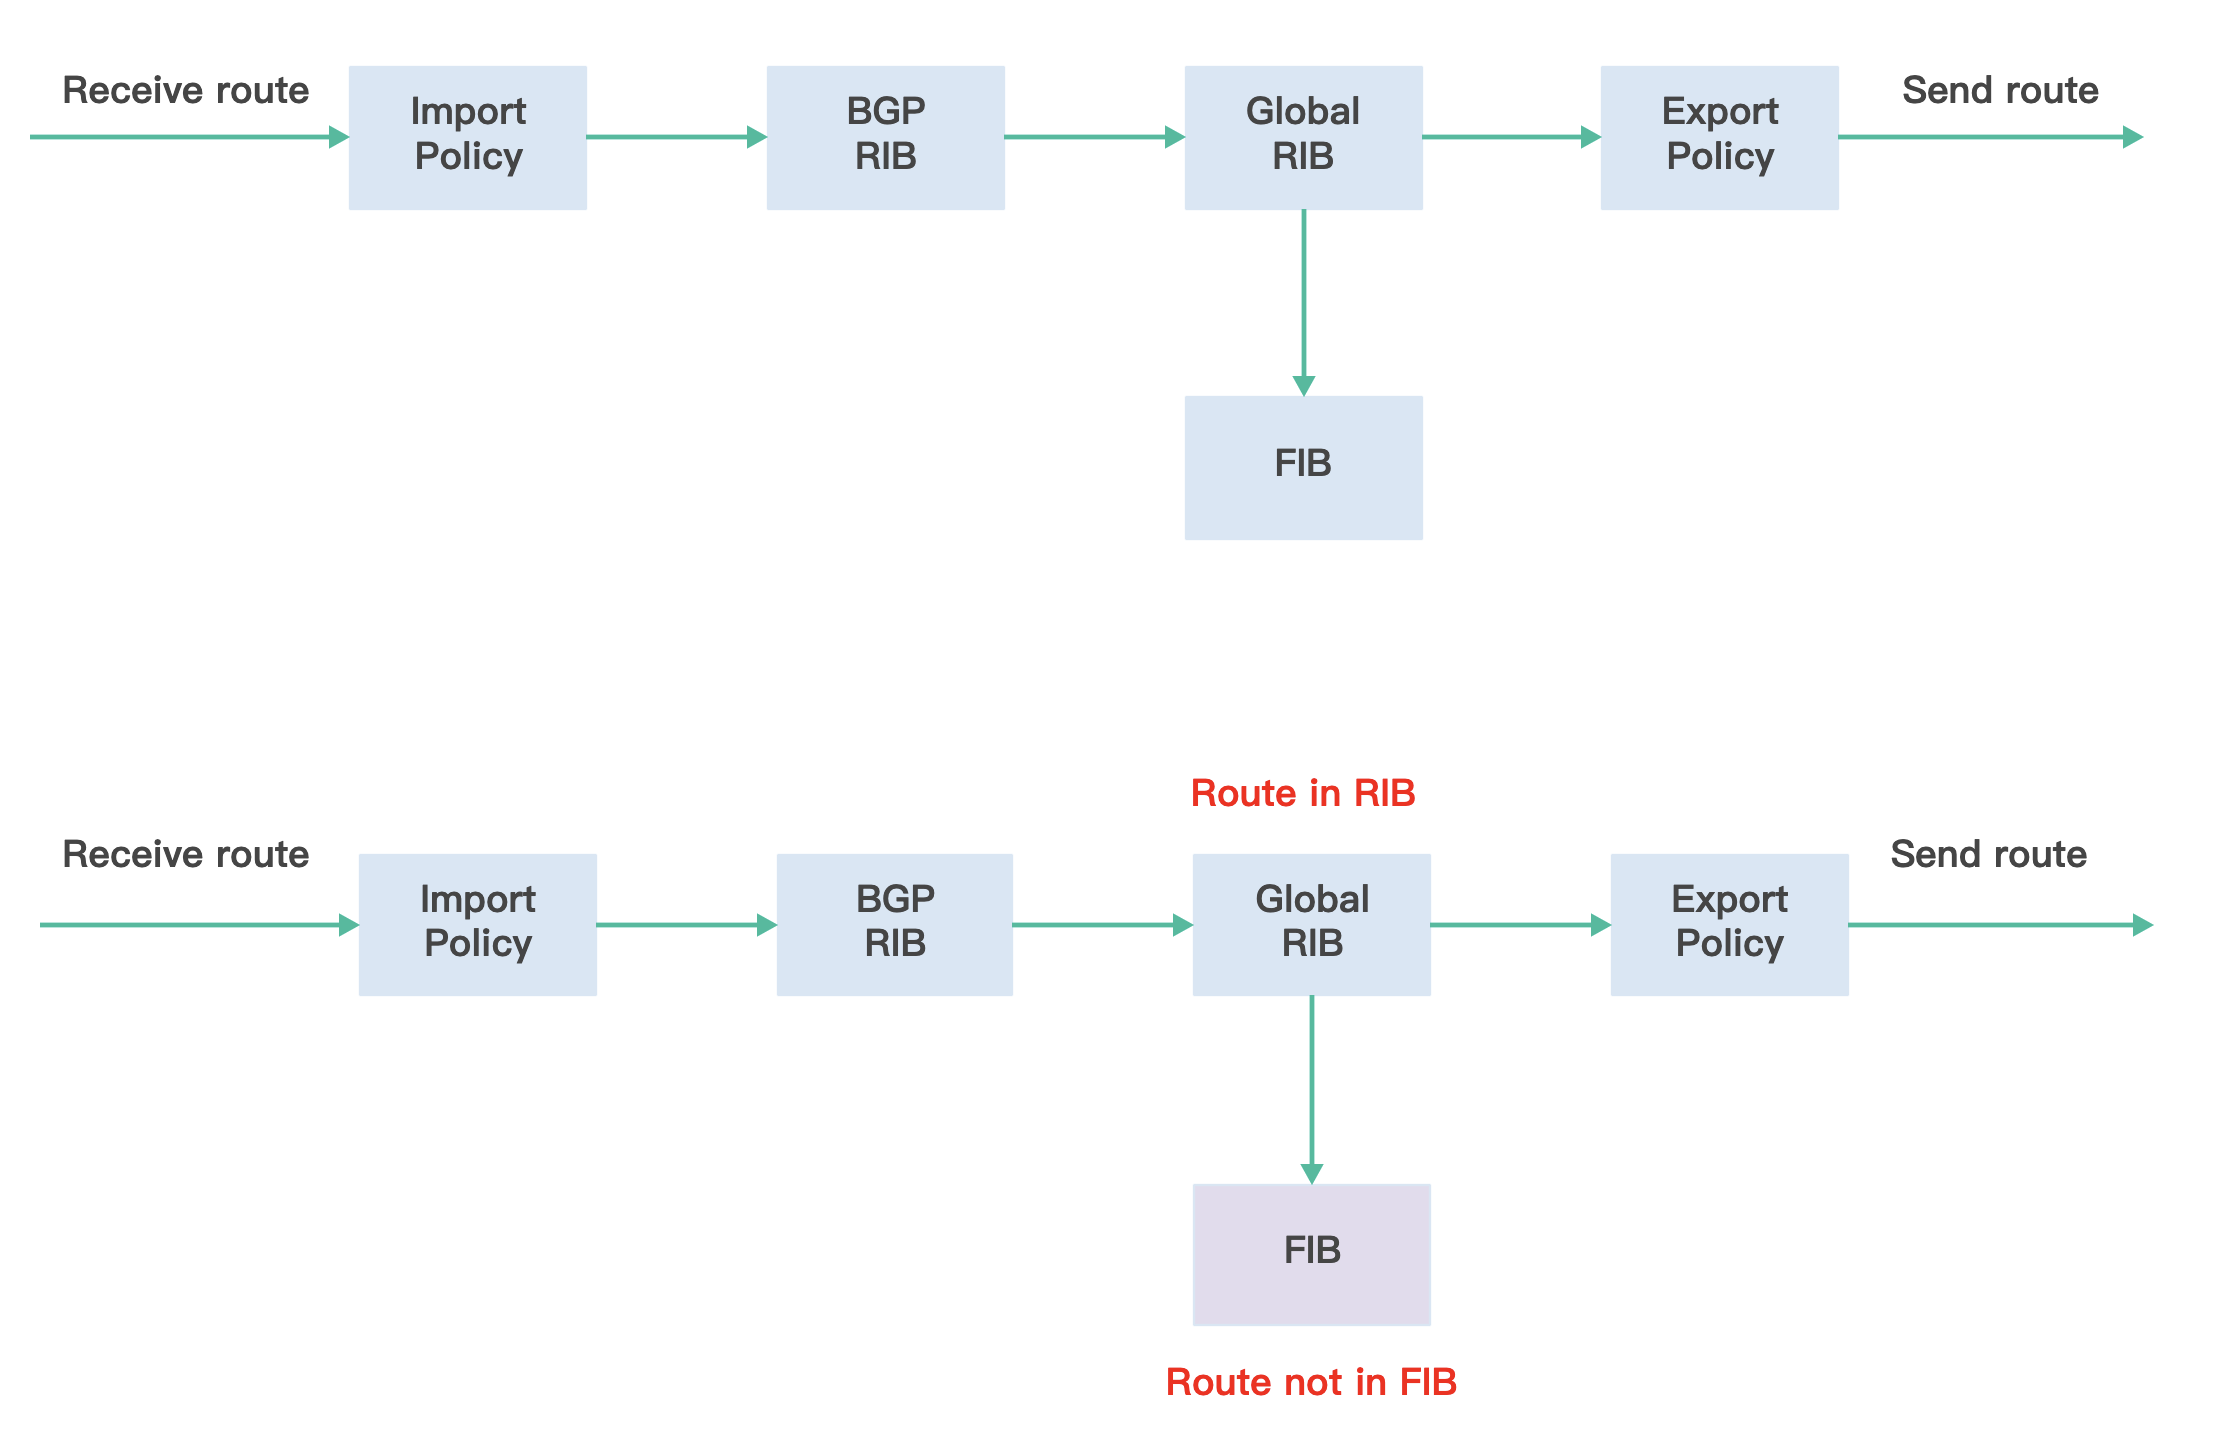 Receive route
Import
Policy
BGP
RIB
Global
RIB
Export
Policy
Send route
FIB
Route in RIB
Receive route
Import
Policy
BGP
RIB
Global
RIB
Export
Policy
Send route
FIB
Route not in FIB